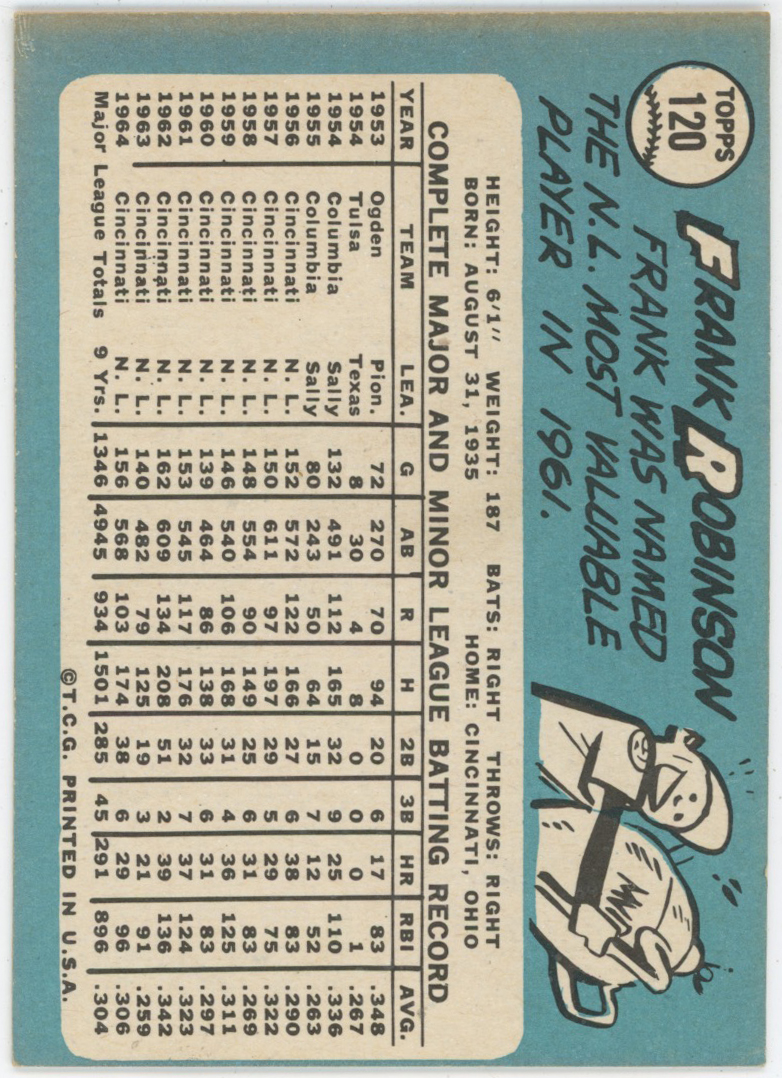 TOPPS
120
FRANK ROBINSON
FRANK WAS NAMED
THE N.L. MOST VALUABLE
PLAYER IN 1961.
MVP
HEIGHT: 6'1" WEIGHT: 187 BATS: RIGHT THROWS: RIGHT
BORN: AUGUST 31, 1935 HOME: CINCINNATI, OHIO
COMPLETE MAJOR AND MINOR LEAGUE BATTING RECORD
YEAR TEAM LEA. G AB R H 2B 3B HR RBI AVG.
1953 Ogden Pion. 72 270 70 94 20 6 17 83 .348
1954 Tulsa Texas 8 30 4 8 0 0 0 1 .267
1954 Columbia Sally 132 491 112 165 32 9 25 110 .336
1955 Columbia Sally 80 243 50 64 15 7 12 52 .263
1956 Cincinnati N. L. 152 572 122 166 27 6 38 83 .290
1957 Cincinnati N. L. 150 611 97 197 29 5 29 75 .322
1958 Cincinnati N. L. 148 554 90 149 25 6 31 83 .269
1959 Cincinnati N. L. 146 540 106 168 31 4 36 125 .311
1960 Cincinnati N. L. 139 464 86 138 33 6 31 83 .297
1961 Cincinnati N. L. 153 545 117 176 32 7 37 124 .323
1962 Cincinnati N. L. 162 609 134 208 51 2 39 136 .342
1963 Cincinnati N. L. 140 482 79 125 19 3 21 91 .259
1964 Cincinnati N. L. 156 568 103 174 38 6 29 96 .306
Major League Totals 9 Yrs. 1346 4945 934 1501 285 45 291 896 .304
©T.C.G. PRINTED IN U.S.A.